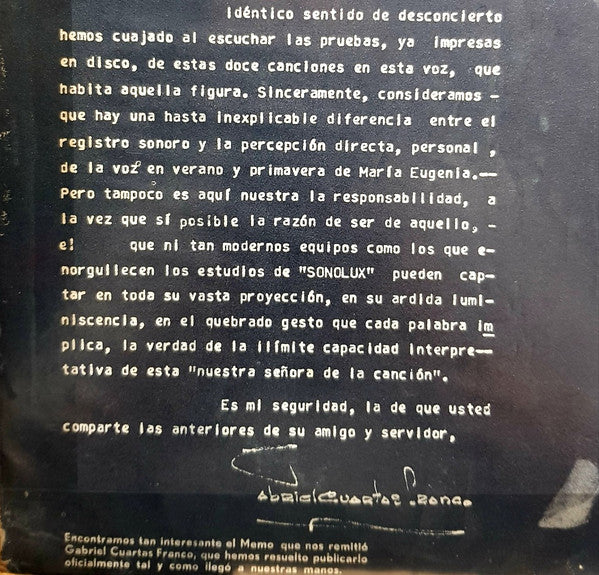 Idéntico sentido de desconcierto
hemos cuajado al escuchar las pruebas, ya impresas
en disco, de estas doce canciones en esta voz, que
habita aquella figura. Sinceramente, consideramos -
que hay una hasta inexplicable diferencia entre el
registro sonoro y la percepción directa, personal ,
de la voz en verano y primavera de María Eugenia.—
Pero tampoco es aquí nuestra la responsabilidad, a
la vez que sí posible la razón de ser de aquello, -
el que ni tan modernos equipos como los que e-
norgullecen los estudios de "SONOLUX" pueden cap-
tar en toda su vasta proyección, en su ardida lumi-
niscencia, en el quebrado gesto que cada palabra im
plica, la verdad de la ilímite capacidad interpre—
tativa de esta "nuestra señora de la canción".
Es mi seguridad, la de que usted
comparte las anteriores de su amigo y servidor,
Gabriel Cuartas Franco
Encontramos tan interesante el Memo que nos remitió
Gabriel Cuartas Franco, que hemos resuelto publicarlo
oficialmente tal y como llegó a nuestras manos.